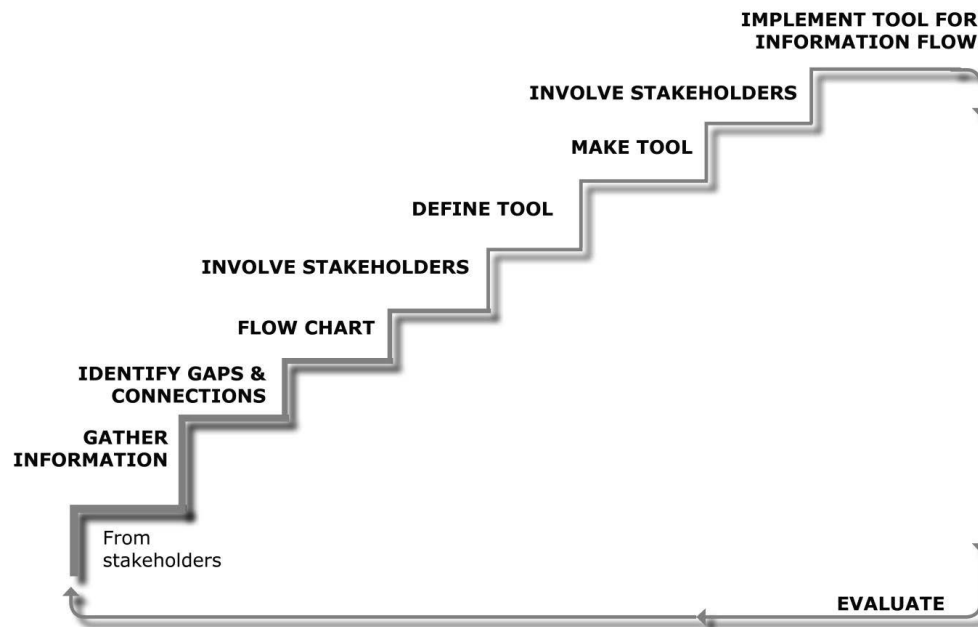 IMPLEMENT TOOL FOR
INFORMATION FLOW
INVOLVE STAKEHOLDERS
MAKE TOOL
DEFINE TOOL
INVOLVE STAKEHOLDERS
FLOW CHART
IDENTIFY GAPS &
CONNECTIONS
GATHER
INFORMATION
From
stakeholders
EVALUATE